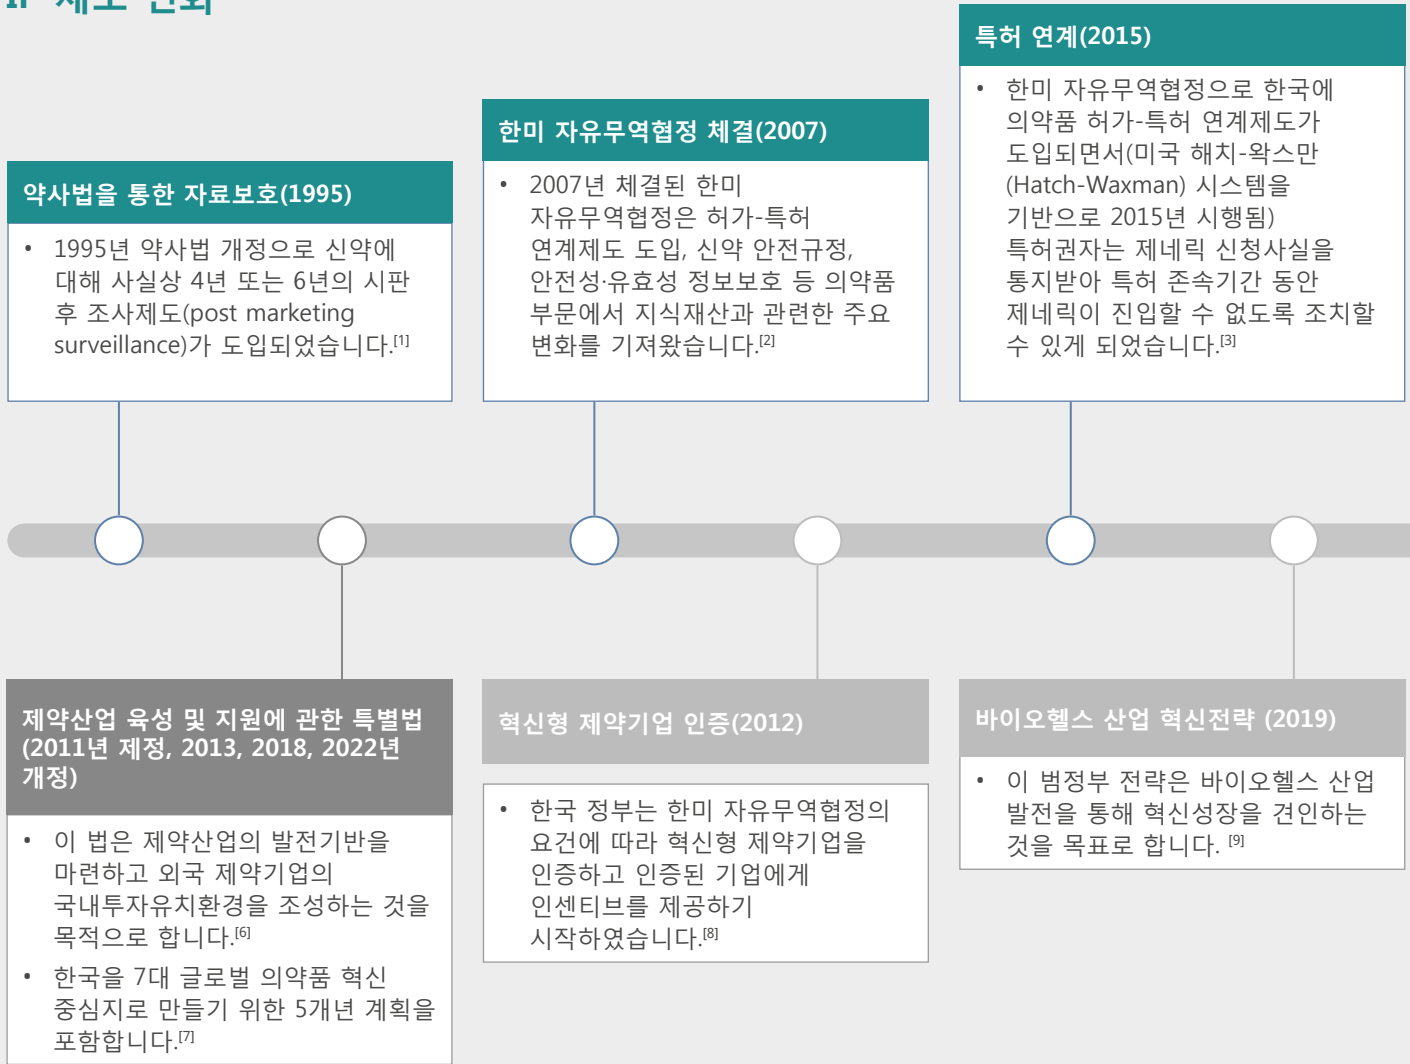 IP 제도 변화
특허 연계(2015)
• 한미 자유무역협정으로 한국에
의약품 허가-특허 연계제도가
도입되면서(미국 해치-왁스만
(Hatch-Waxman) 시스템을
기반으로 2015년 시행됨)
특허권자는 제네릭 신청사실을
통지받아 특허 존속기간 동안
제네릭이 진입할 수 없도록 조치할
수 있게 되었습니다.[3]
한미 자유무역협정 체결(2007)
• 2007년 체결된 한미
자유무역협정은 허가-특허
연계제도 도입, 신약 안전규정,
안전성·유효성 정보보호 등 의약품
부문에서 지식재산과 관련한 주요
변화를 가져왔습니다.[2]
약사법을 통한 자료보호(1995)
• 1995년 약사법 개정으로 신약에
대해 사실상 4년 또는 6년의 시판
후 조사제도(post marketing
surveillance)가 도입되었습니다.[1]
제약산업 육성 및 지원에 관한 특별법
(2011년 제정, 2013, 2018, 2022년
개정)
• 이 법은 제약산업의 발전기반을
마련하고 외국 제약기업의
국내투자유치환경을 조성하는 것을
목적으로 합니다.[6]
• 한국을 7대 글로벌 의약품 혁신
중심지로 만들기 위한 5개년 계획을
포함합니다.[7]
혁신형 제약기업 인증(2012)
• 한국 정부는 한미 자유무역협정의
요건에 따라 혁신형 제약기업을
인증하고 인증된 기업에게
인센티브를 제공하기
시작하였습니다.[8]
바이오헬스 산업 혁신전략 (2019)
• 이 범정부 전략은 바이오헬스 산업
발전을 통해 혁신성장을 견인하는
것을 목표로 합니다. [9]